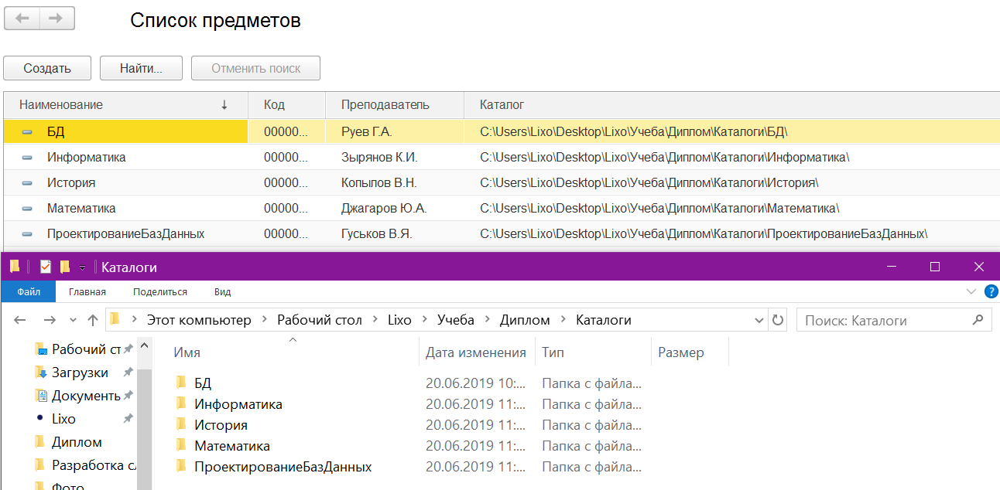 Список предметов
Создать Найти... Отменить поиск
Наименование ↓ Код Преподаватель Каталог
БД 00000... Руев Г.А. C:\Users\Lixo\Desktop\Lixo\Учеба\Диплом\Каталоги\БД\
Информатика 00000... Зырянов К.И. C:\Users\Lixo\Desktop\Lixo\Учеба\Диплом\Каталоги\Информатика\
История 00000... Копылов В.Н. C:\Users\Lixo\Desktop\Lixo\Учеба\Диплом\Каталоги\История\
Математика 00000... Джагаров Ю.А. C:\Users\Lixo\Desktop\Lixo\Учеба\Диплом\Каталоги\Математика\
ПроектированиеБазДанных 00000... Гуськов В.Я. C:\Users\Lixo\Desktop\Lixo\Учеба\Диплом\Каталоги\ПроектированиеБазДанных\
Каталоги
Файл Главная Поделиться Вид ?
Этот компьютер > Рабочий стол > Lixo > Учеба > Диплом > Каталоги Поиск: Каталоги
Рабочий ст
Загрузки
Документь
Lixo
Диплом
Разработка с
Фото
Имя Дата изменения Тип Размер
БД 20.06.2019 10:... Папка с файла...
Информатика 20.06.2019 11:... Папка с файла...
История 20.06.2019 11:... Папка с файла...
Математика 20.06.2019 11:... Папка с файла...
ПроектированиеБазДанных 20.06.2019 11:... Папка с файла...